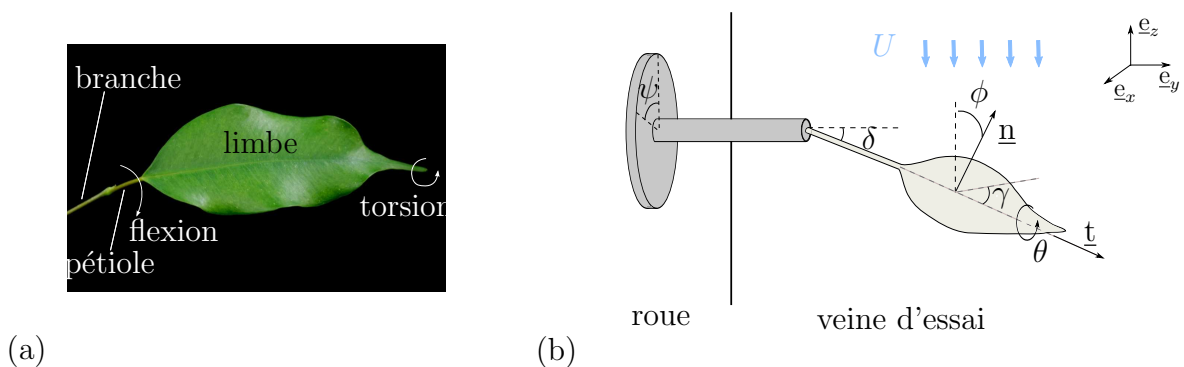 branche
limbe
torsion
flexion
pétiole
(a)
ψ
U
e_z
e_y
e_x
ϕ
n
δ
γ
θ
t
roue
veine d'essai
(b)